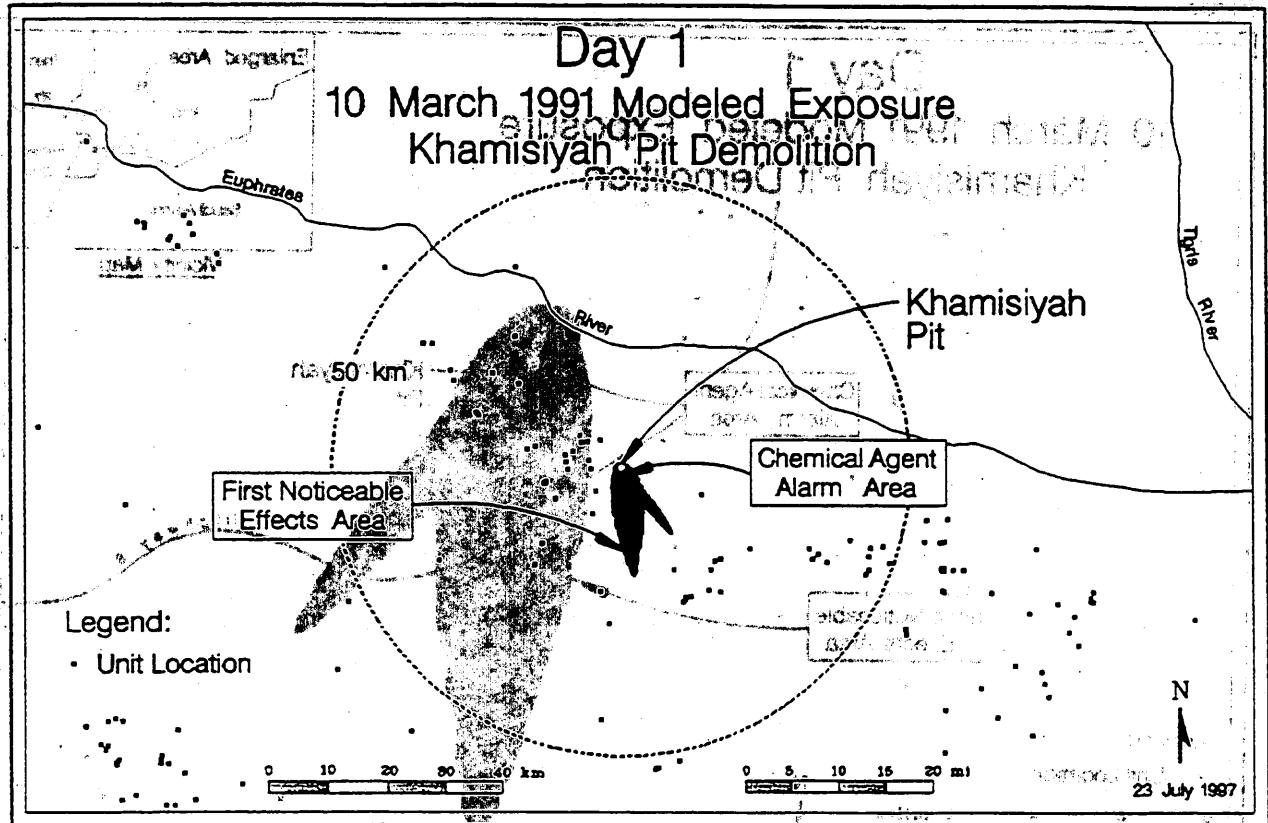 Day 1
10 March 1991 Modeled Exposure
Khamisiyah Pit Demolition
Euphrates
River
Tigris
River
Khamisiyah
Pit
50 km
Chemical Agent
Alarm Area
First Noticeable
Effects Area
Legend:
Unit Location
N
0 10 20 30 40 km
0 5 10 15 20 mi
23 July 1997